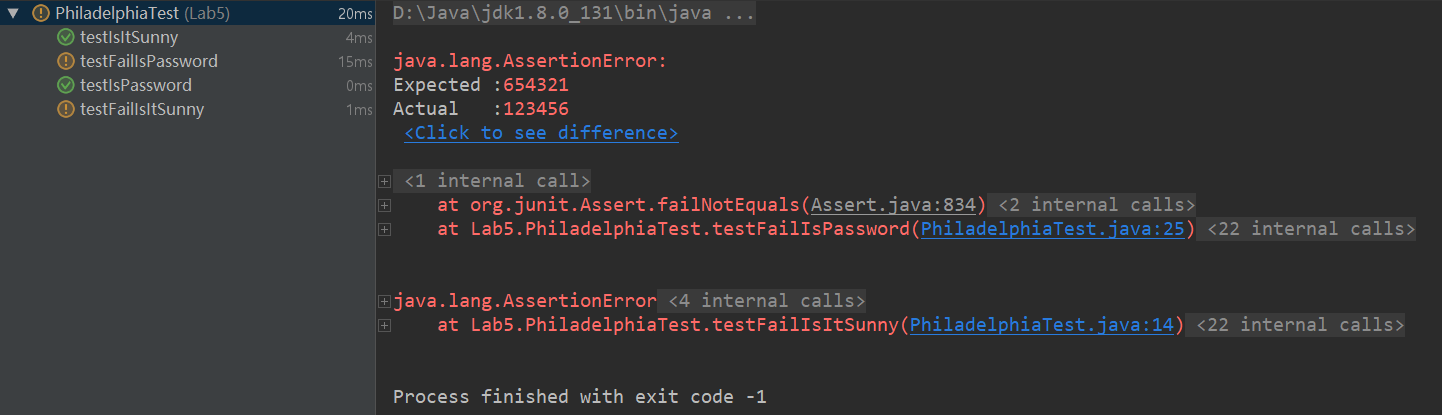 PhiladelphiaTest (Lab5) 20ms
testIsItSunny 4ms
testFailIsPassword 15ms
testIsPassword 0ms
testFailIsItSunny 1ms
D:\Java\jdk1.8.0_131\bin\java ...
java.lang.AssertionError:
Expected :654321
Actual   :123456
<Click to see difference>
<1 internal call>
at org.junit.Assert.failNotEquals(Assert.java:834) <2 internal calls>
at Lab5.PhiladelphiaTest.testFailIsPassword(PhiladelphiaTest.java:25) <22 internal calls>
java.lang.AssertionError <4 internal calls>
at Lab5.PhiladelphiaTest.testFailIsItSunny(PhiladelphiaTest.java:14) <22 internal calls>
Process finished with exit code -1